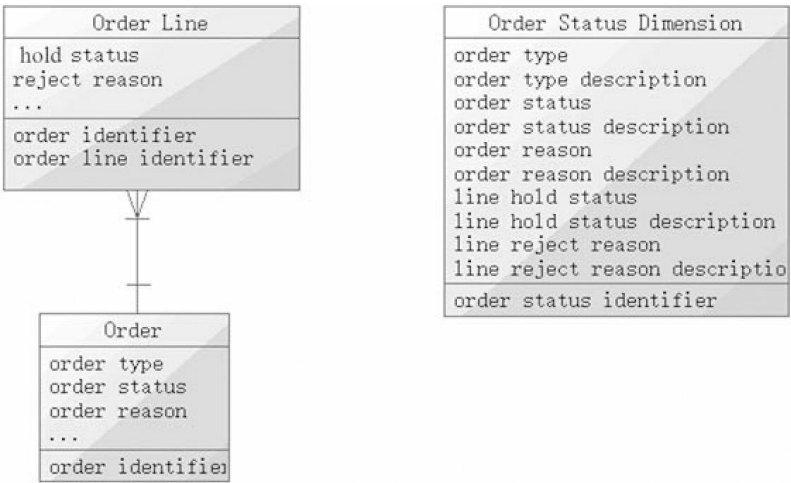 Order Line
hold status
reject reason
...
order identifier
order line identifier
Order
order type
order status
order reason
...
order identifier
Order Status Dimension
order type
order type description
order status
order status description
order reason
order reason description
line hold status
line hold status description
line reject reason
line reject reason descriptio
order status identifier